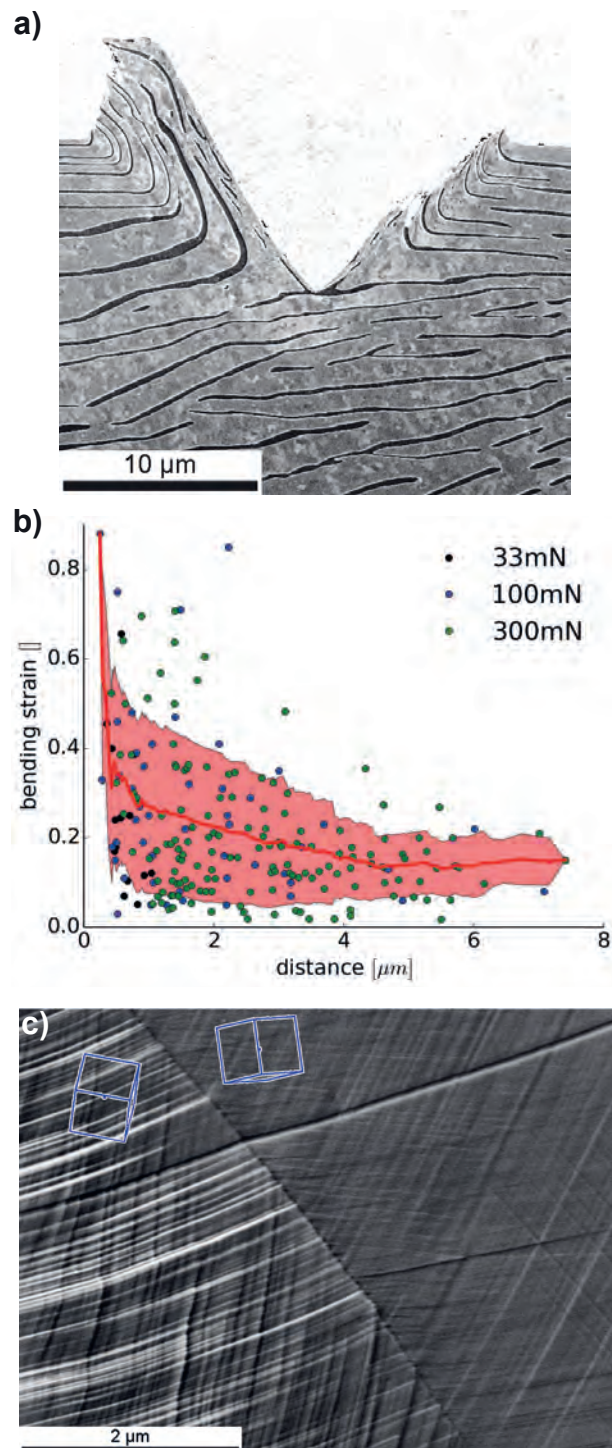 a)
10 µm
b)
0.8
0.6
0.4
0.2
0.0
bending strain []
33mN
100mN
300mN
0 2 4 6 8
distance [µm]
c)
2 µm